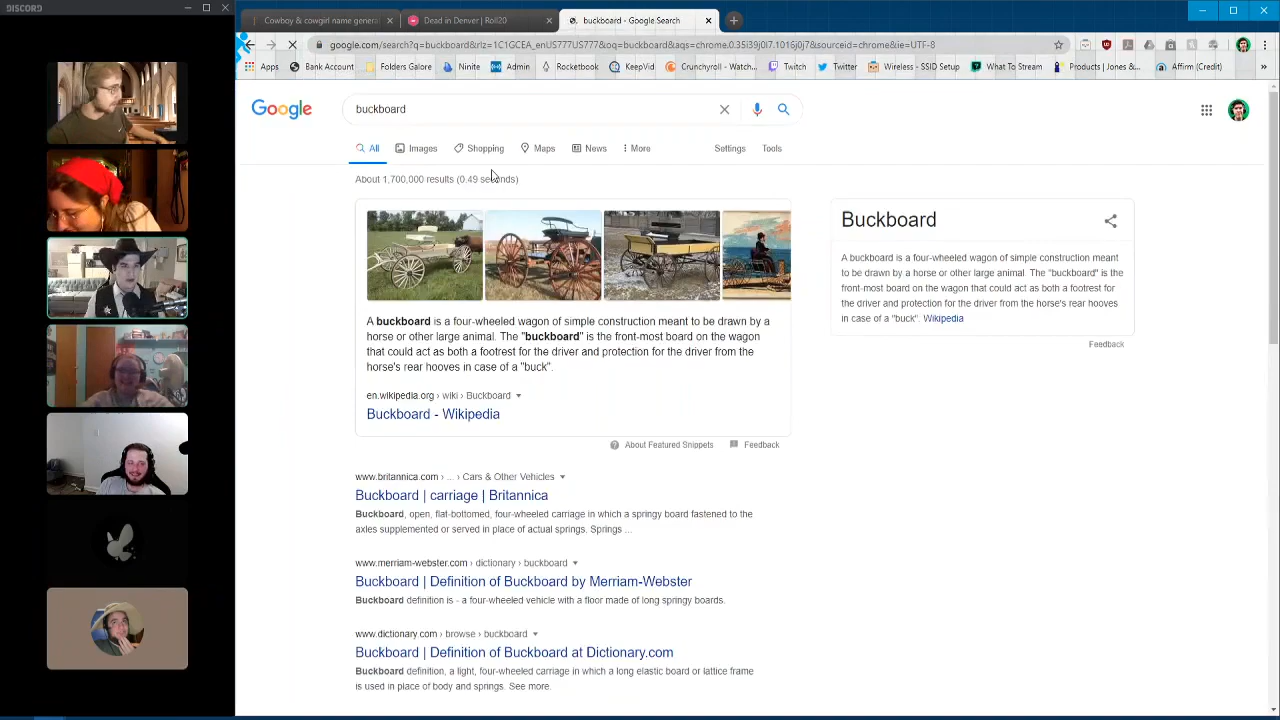 DISCORD
Cowboy & cowgirl name general
Dead in Denver | Roll20
buckboard - Google Search
google.com/search?q=buckboard&rlz=1C1GCEA_enUS777US777&oq=buckboard&aqs=chrome.0.35i39j0i7.1016j0j7&sourceid=chrome&ie=UTF-8
Apps
Bank Account
Folders Galore
Ninite
Admin
Rocketbook
KeepVid
Crunchyroll - Watch...
Twitch
Twitter
Wireless - SSID Setup
What To Stream
Products | Jones &...
Affirm (Credit)
»
Google
buckboard
All
Images
Shopping
Maps
News
More
Settings
Tools
About 1,700,000 results (0.49 seconds)
A buckboard is a four-wheeled wagon of simple construction meant to be drawn by a
horse or other large animal. The "buckboard" is the front-most board on the wagon
that could act as both a footrest for the driver and protection for the driver from the
horse's rear hooves in case of a "buck".
en.wikipedia.org › wiki › Buckboard
Buckboard - Wikipedia
About Featured Snippets
Feedback
www.britannica.com › ... › Cars & Other Vehicles
Buckboard | carriage | Britannica
Buckboard, open, flat-bottomed, four-wheeled carriage in which a springy board fastened to the
axles supplemented or served in place of actual springs. Springs ...
www.merriam-webster.com › dictionary › buckboard
Buckboard | Definition of Buckboard by Merriam-Webster
Buckboard definition is - a four-wheeled vehicle with a floor made of long springy boards.
www.dictionary.com › browse › buckboard
Buckboard | Definition of Buckboard at Dictionary.com
Buckboard definition, a light, four-wheeled carriage in which a long elastic board or lattice frame
is used in place of body and springs. See more.
Buckboard
A buckboard is a four-wheeled wagon of simple construction meant
to be drawn by a horse or other large animal. The "buckboard" is the
front-most board on the wagon that could act as both a footrest for
the driver and protection for the driver from the horse's rear hooves
in case of a "buck". Wikipedia
Feedback